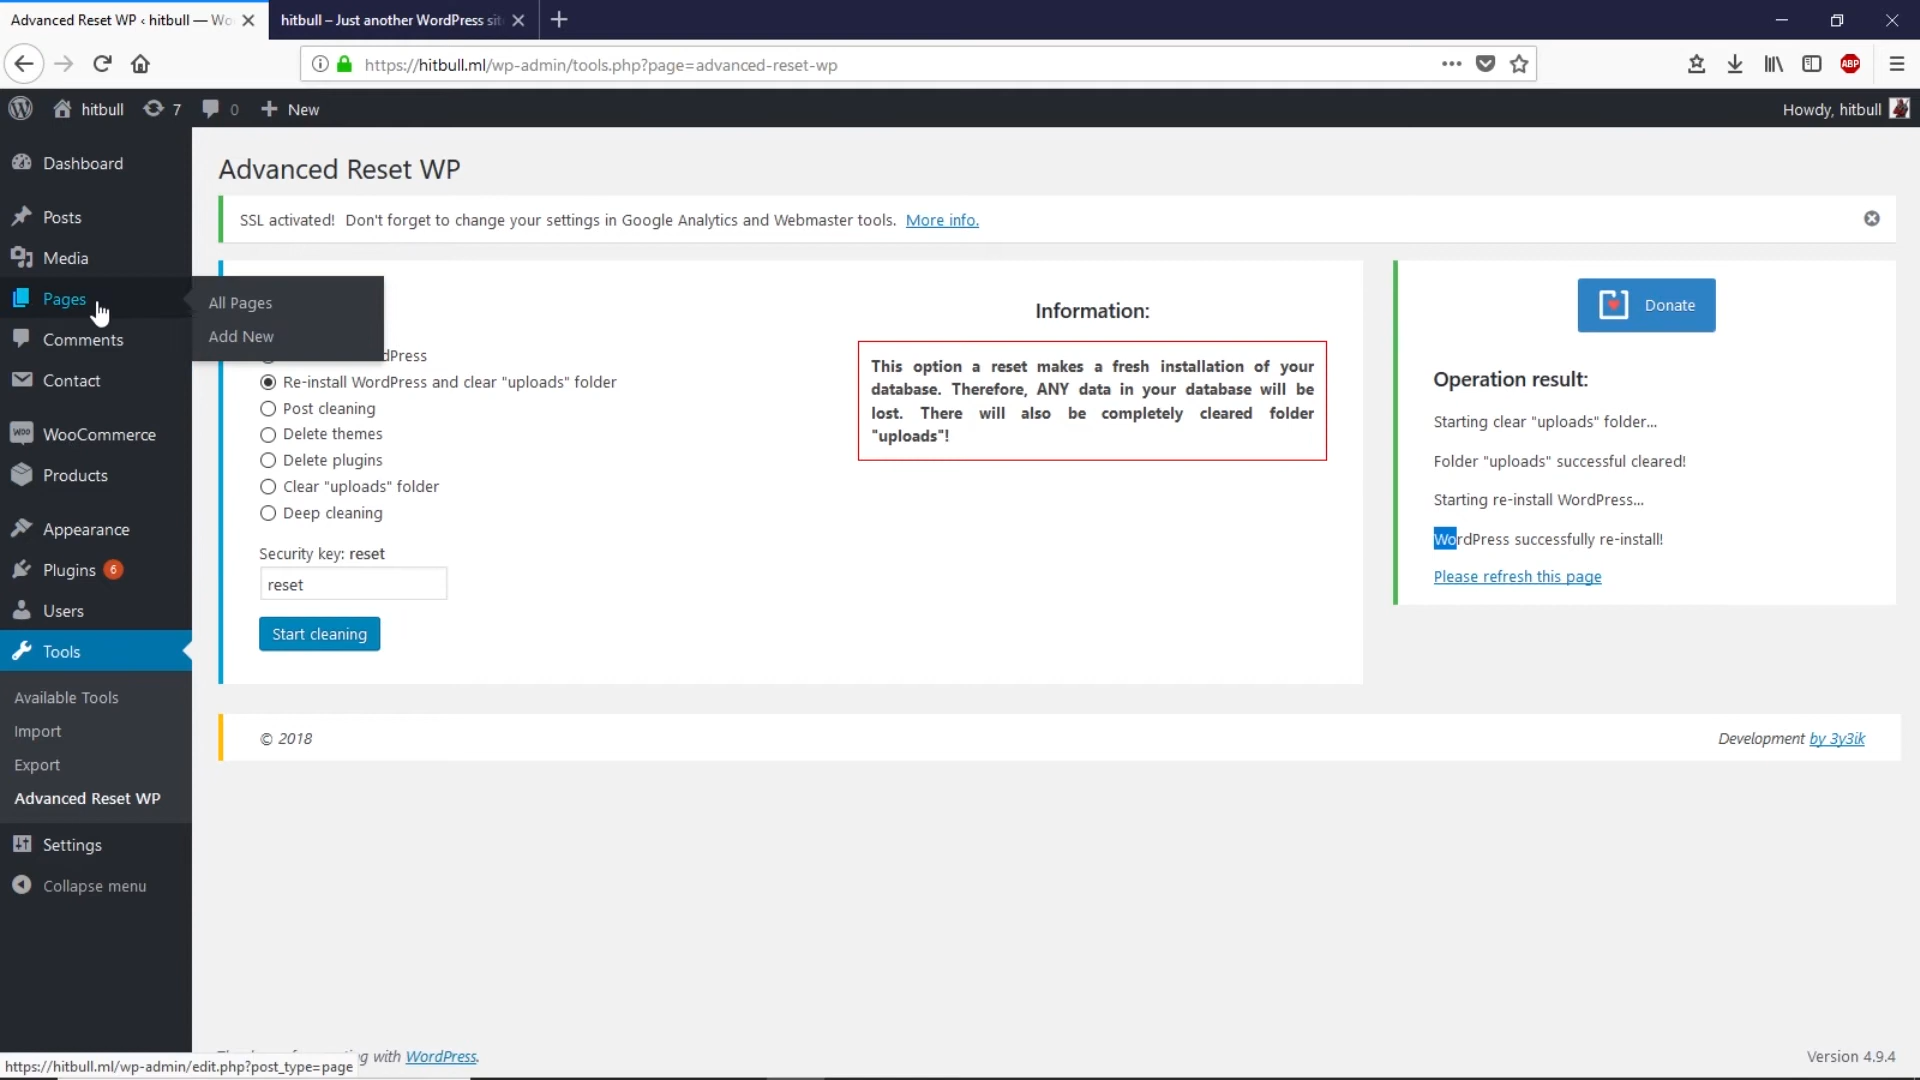 Advanced Reset WP ‹ hitbull — Wo
hitbull – Just another WordPress sit
https://hitbull.ml/wp-admin/tools.php?page=advanced-reset-wp
ABP
hitbull
7
0
New
Howdy, hitbull
Dashboard
Posts
Media
Pages
All Pages
Add New
Comments
Contact
WOO
WooCommerce
Products
Appearance
Plugins 6
Users
Tools
Available Tools
Import
Export
Advanced Reset WP
Settings
Collapse menu
Advanced Reset WP
SSL activated! Don't forget to change your settings in Google Analytics and Webmaster tools. More info.
dPress
Re-install WordPress and clear "uploads" folder
Post cleaning
Delete themes
Delete plugins
Clear "uploads" folder
Deep cleaning
Security key: reset
reset
Start cleaning
Information:
This option a reset makes a fresh installation of your
database. Therefore, ANY data in your database will be
lost. There will also be completely cleared folder
"uploads"!
Donate
Operation result:
Starting clear "uploads" folder...
Folder "uploads" successful cleared!
Starting re-install WordPress...
WordPress successfully re-install!
Please refresh this page
© 2018
Development by 3y3ik
with WordPress.
Version 4.9.4
https://hitbull.ml/wp-admin/edit.php?post_type=page